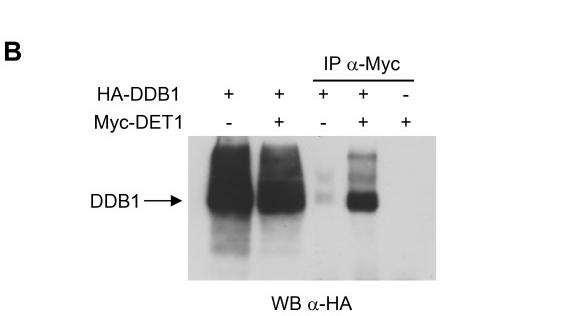 B
IP α-Myc
HA-DDB1 + + + + -
Myc-DET1 - + - + +
DDB1
WB α-HA